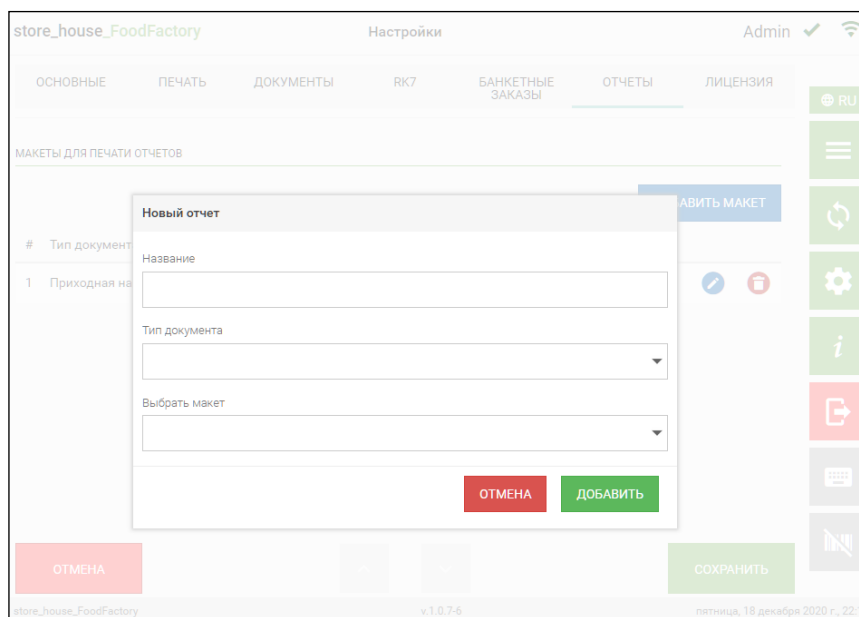 store_house_FoodFactory Настройки Admin
ОСНОВНЫЕ ПЕЧАТЬ ДОКУМЕНТЫ RK7 БАНКЕТНЫЕ ЗАКАЗЫ ОТЧЕТЫ ЛИЦЕНЗИЯ
RU
МАКЕТЫ ДЛЯ ПЕЧАТИ ОТЧЕТОВ
АВИТЬ МАКЕТ
Новый отчет
# Тип документ
Название
1 Приходная на
Тип документа
Выбрать макет
ОТМЕНА ДОБАВИТЬ
ОТМЕНА СОХРАНИТЬ
store_house_FoodFactory v.1.0.7-6 пятница, 18 декабря 2020 г., 22: